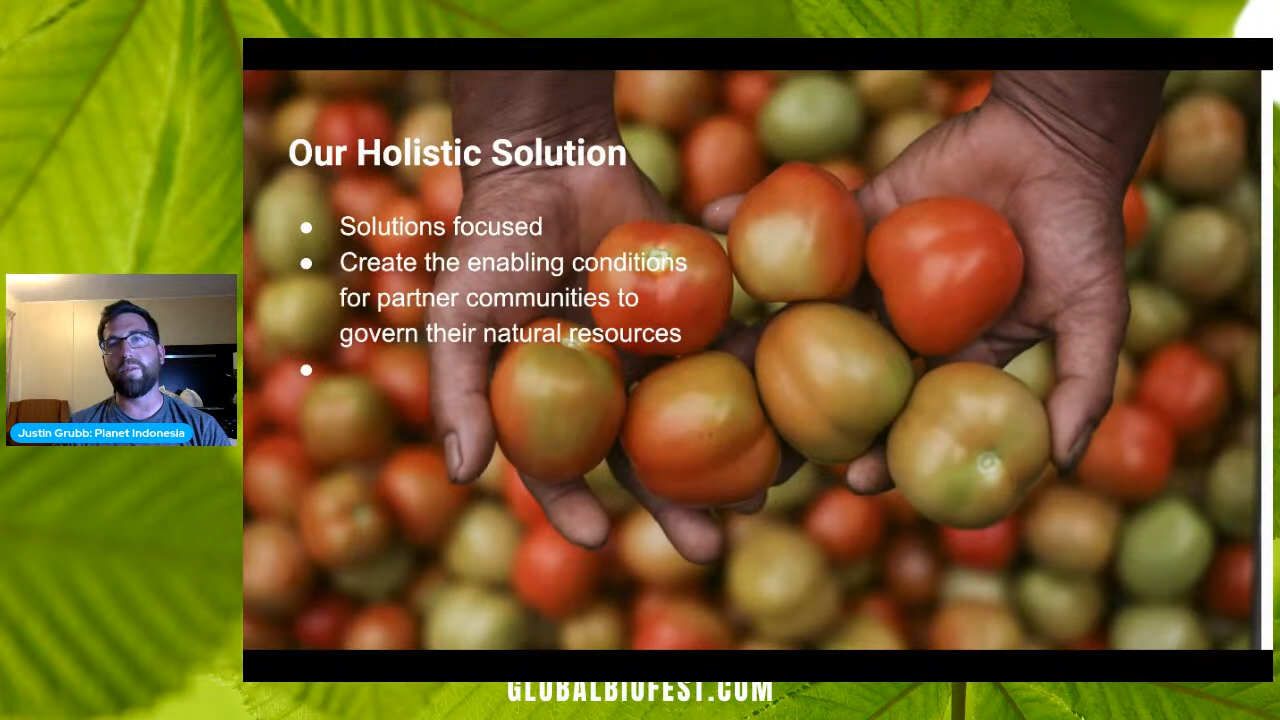 Our Holistic Solution
● Solutions focused
● Create the enabling conditions
for partner communities to
govern their natural resources
●
Justin Grubb: Planet Indonesia
GLOBALBIOFEST.COM